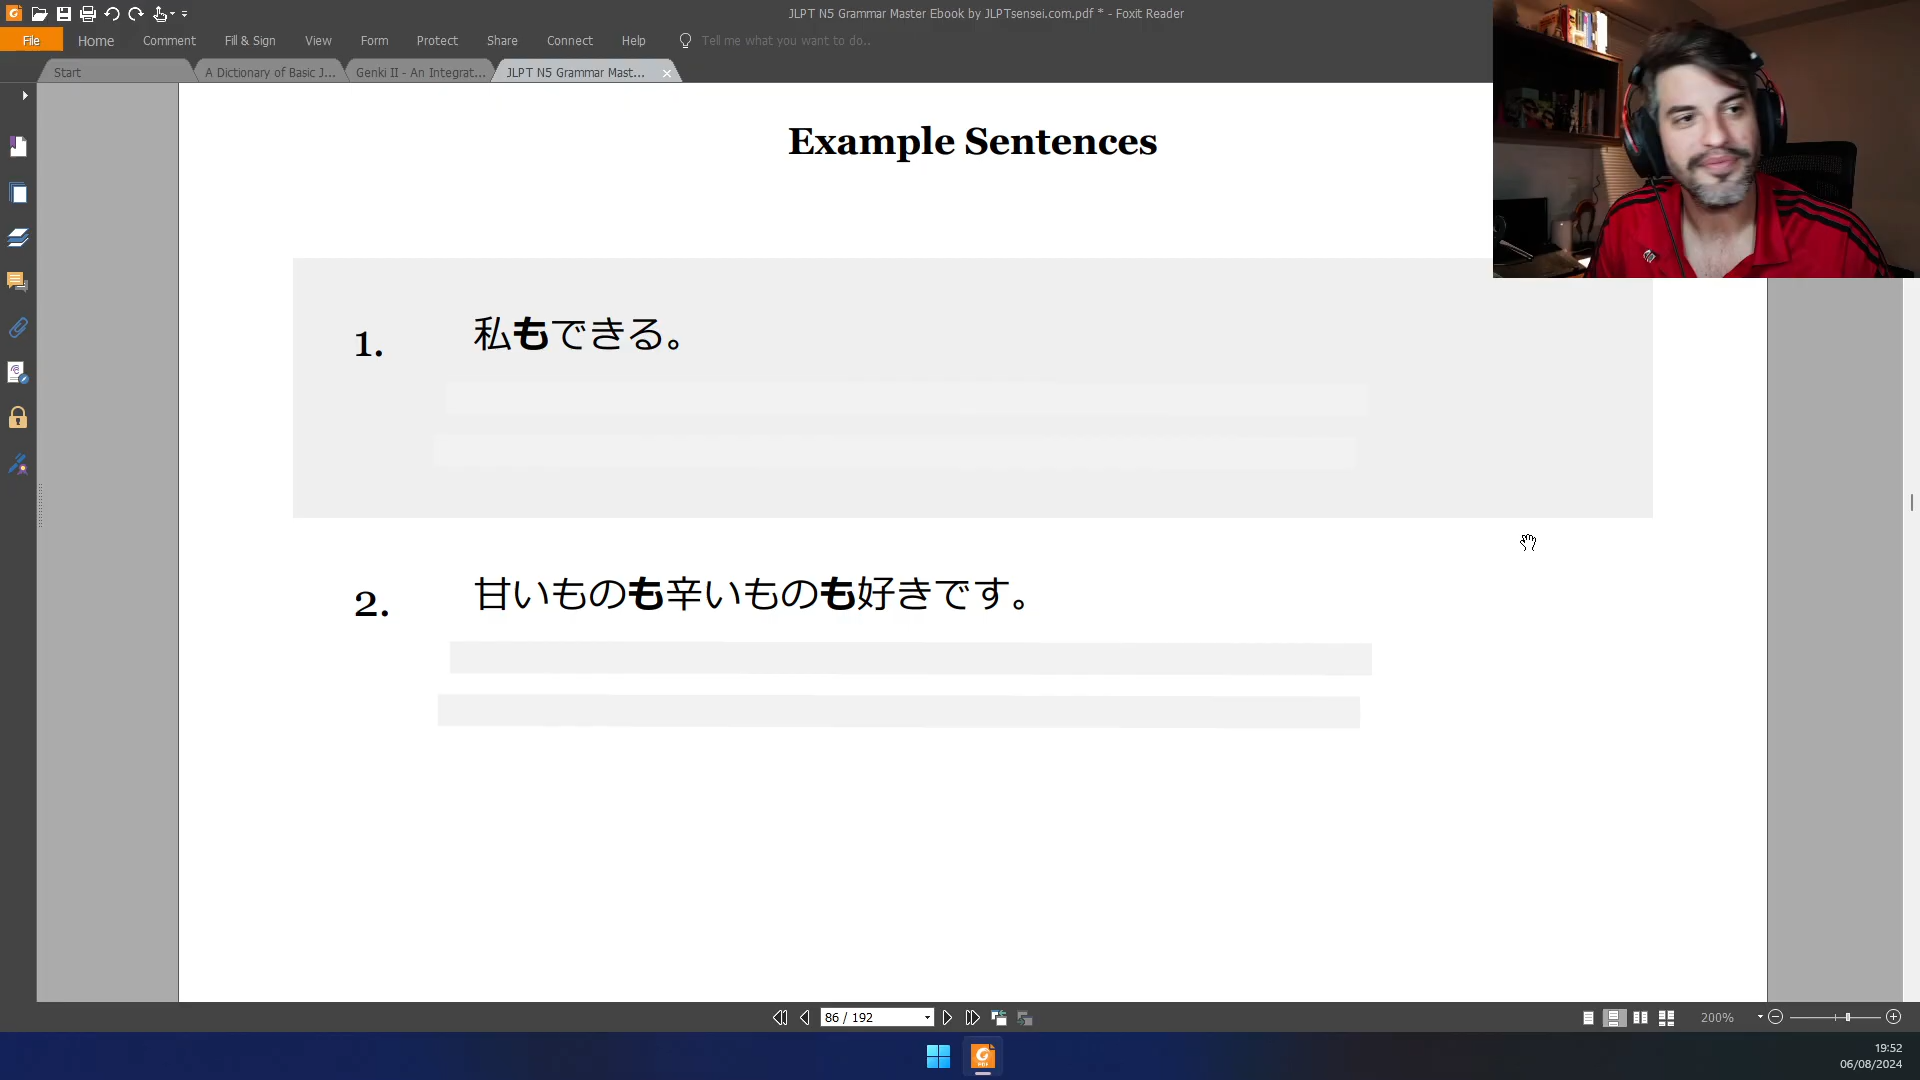 JLPT N5 Grammar Master Ebook by JLPTsensei.com.pdf * - Foxit Reader
File Home Comment Fill & Sign View Form Protect Share Connect Help Tell me what you want to do..
Start A Dictionary of Basic J... Genki II - An Integrat... JLPT N5 Grammar Mast...
Example Sentences
1. 私もできる。
2. 甘いものも辛いものも好きです。
86 / 192
200%
19:52
06/08/2024